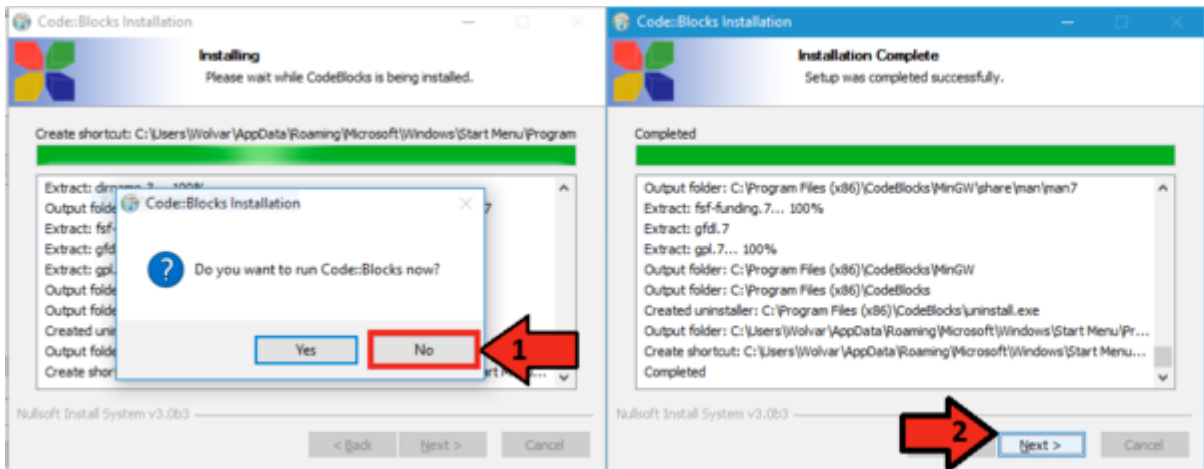 Code::Blocks Installation
Installing
Please wait while CodeBlocks is being installed.
Create shortcut: C:\Users\Wolvar\AppData\Roaming\Microsoft\Windows\Start Menu\Program
Extract: 100%
Output folde 7
Extract: fsf-
Extract: gfd
Extract: gpl.
Output folde
Output folde
Created unin
Output folde
Create shor
Code::Blocks Installation
Do you want to run Code::Blocks now?
Yes
No
1
Nullsoft Install System v3.0b3
< Back
Next >
Cancel
Code::Blocks Installation
Installation Complete
Setup was completed successfully.
Completed
Output folder: C:\Program Files (x86)\CodeBlocks\MinGW\share\man\man7
Extract: fsf-funding.7... 100%
Extract: gfdl.7
Extract: gpl.7... 100%
Output folder: C:\Program Files (x86)\CodeBlocks\MinGW
Output folder: C:\Program Files (x86)\CodeBlocks
Created uninstaller: C:\Program Files (x86)\CodeBlocks\uninstall.exe
Output folder: C:\Users\Wolvar\AppData\Roaming\Microsoft\Windows\Start Menu\Pr...
Create shortcut: C:\Users\Wolvar\AppData\Roaming\Microsoft\Windows\Start Menu...
Completed
Nullsoft Install System v3.0b3
2
Next >
Cancel